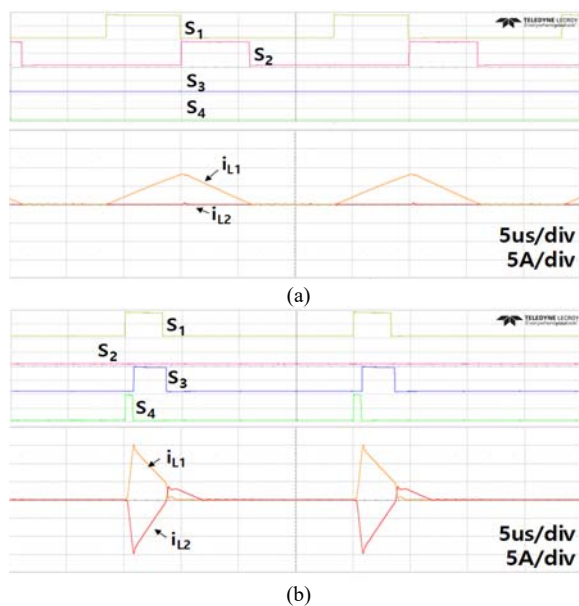 TELEDYNE LECROY
S1
S2
S3
S4
iL1
iL2
5us/div
5A/div
(a)
TELEDYNE LECROY
S1
S2
S3
S4
iL1
iL2
5us/div
5A/div
(b)